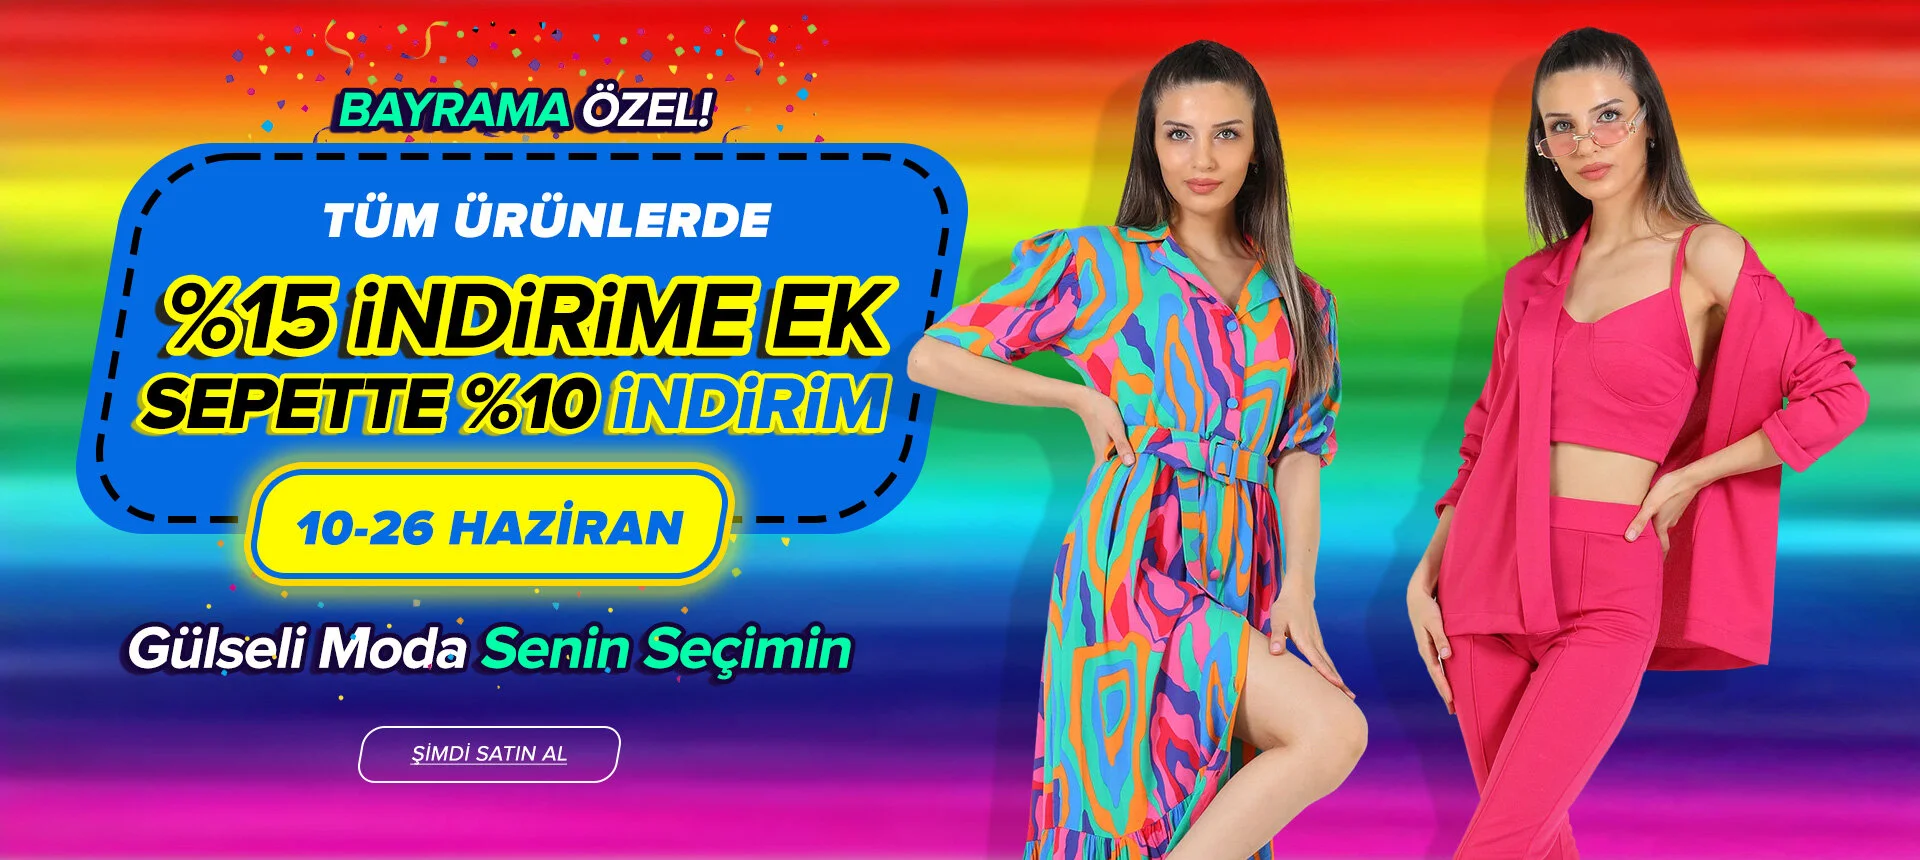 BAYRAMA ÖZEL!
TÜM ÜRÜNLERDE
%15 İNDİRİME EK
SEPETTE %10 İNDİRİM
10-26 HAZİRAN
Gülseli Moda Senin Seçimin
ŞİMDİ SATIN AL